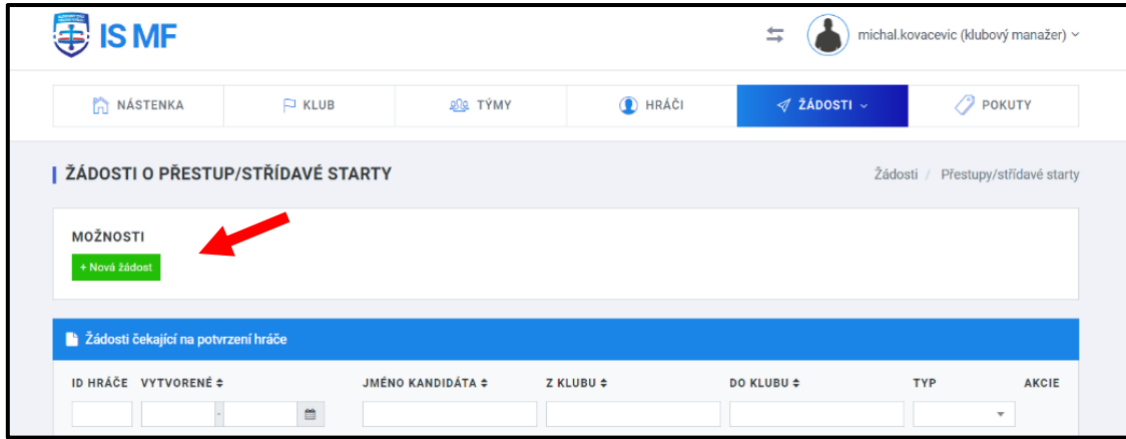 IS MF
michal.kovacevic (klubový manažer)
NÁSTENKA KLUB TÝMY HRÁČI ŽÁDOSTI POKUTY
ŽÁDOSTI O PŘESTUP/STŘÍDAVÉ STARTY
Žádosti / Přestupy/střídavé starty
MOŽNOSTI
+ Nová žádost
Žádosti čekající na potvrzení hráče
ID HRÁČE VYTVORENÉ JMÉNO KANDIDÁTA Z KLUBU DO KLUBU TYP AKCIE
-